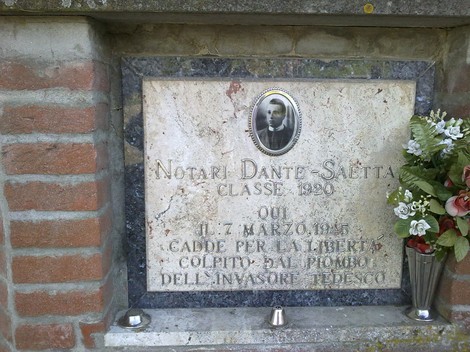 NOTARI DANTE-SAETTA
CLASSE 1920
QUI
IL 7 MARZO 1945
CADDE PER LA LIBERTÀ
COLPITO DAL PIOMBO
DELL'INVASORE TEDESCO